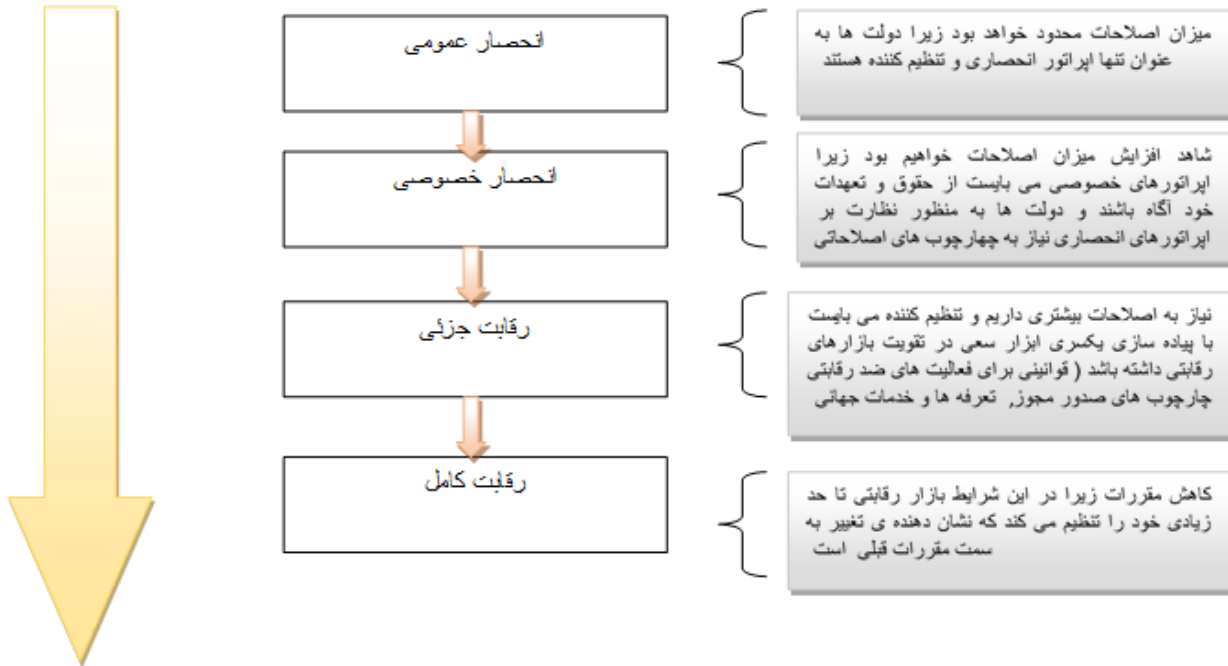 انحصار عمومی
میزان اصلاحات محدود خواهد بود زیرا دولت ها به
عنوان تنها اپراتور انحصاری و تنظیم کننده هستند
انحصار خصوصی
شاهد افزایش میزان اصلاحات خواهیم بود زیرا
اپراتورهای خصوصی می بایست از حقوق و تعهدات
خود آگاه باشند و دولت ها به منظور نظارت بر
اپراتورهای انحصاری نیاز به چهارچوب های اصلاحاتی
رقابت جزئی
نیاز به اصلاحات بیشتری داریم و تنظیم کننده می بایست
با پیاده سازی یکسری ابزار سعی در تقویت بازارهای
رقابتی داشته باشد ( قوانینی برای فعالیت های ضد رقابتی
چارچوب های صدور مجوز, تعرفه ها و خدمات جهانی
رقابت کامل
کاهش مقررات زیرا در این شرایط بازار رقابتی تا حد
زیادی خود را تنظیم می کند که نشان دهنده ی تغییر به
سمت مقررات قبلی است